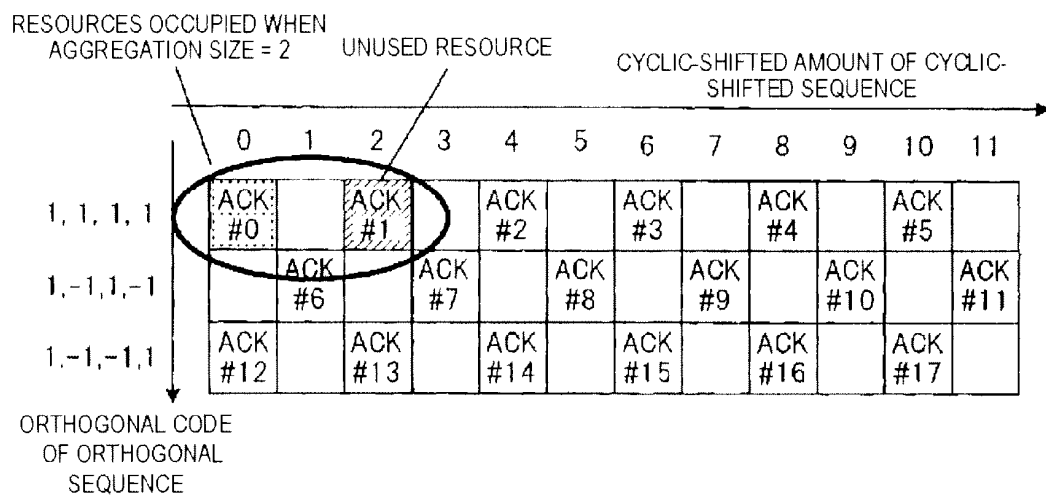 RESOURCES OCCUPIED WHEN
AGGREGATION SIZE = 2
UNUSED RESOURCE
CYCLIC-SHIFTED AMOUNT OF CYCLIC-
SHIFTED SEQUENCE
0 1 2 3 4 5 6 7 8 9 10 11
1, 1, 1, 1
ACK #0
ACK #1
ACK #2
ACK #3
ACK #4
ACK #5
1,-1,1,-1
ACK #6
ACK #7
ACK #8
ACK #9
ACK #10
ACK #11
1,-1,-1,1
ACK #12
ACK #13
ACK #14
ACK #15
ACK #16
ACK #17
ORTHOGONAL CODE
OF ORTHOGONAL
SEQUENCE